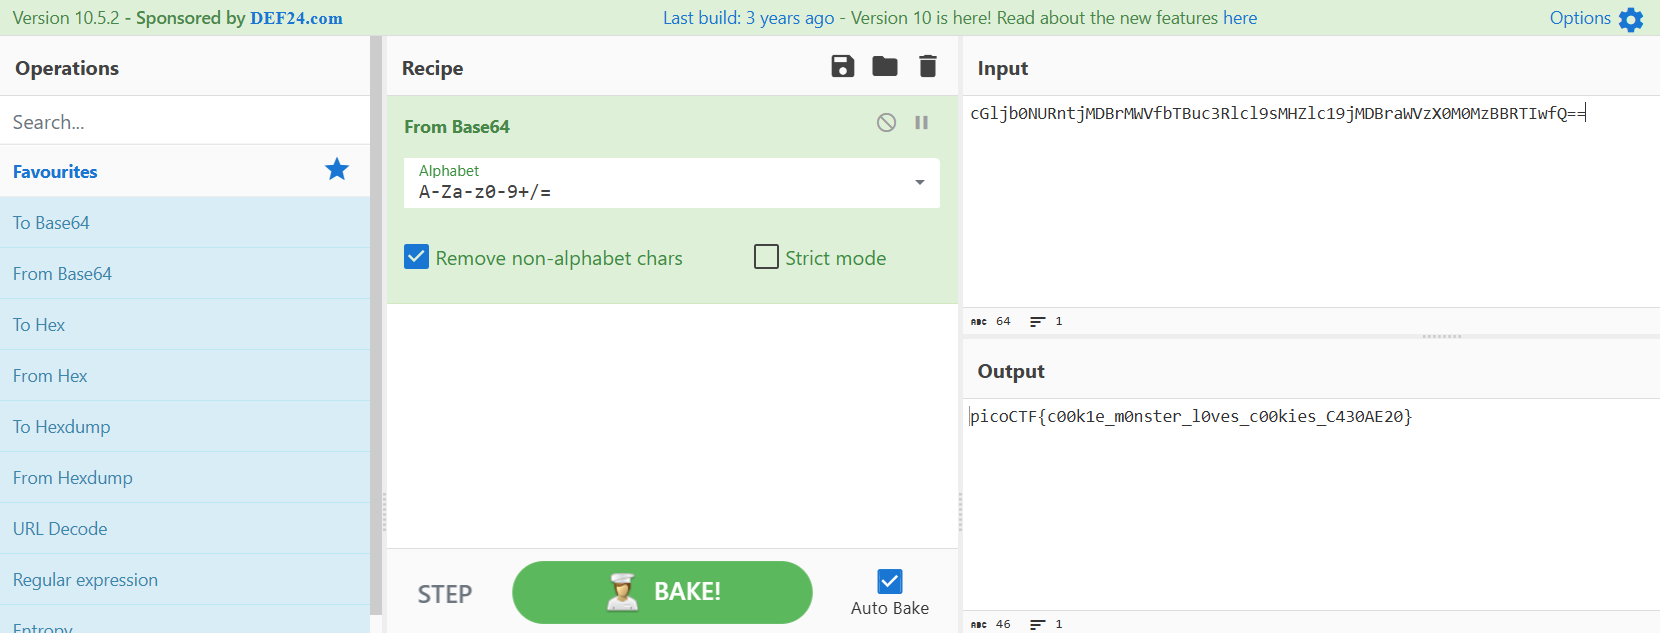 Version 10.5.2 - Sponsored by DEF24.com
Last build: 3 years ago - Version 10 is here! Read about the new features here
Options
Operations
Search...
Favourites
To Base64
From Base64
To Hex
From Hex
To Hexdump
From Hexdump
URL Decode
Regular expression
Entropy
Recipe
From Base64
Alphabet
A-Za-z0-9+/=
Remove non-alphabet chars
Strict mode
STEP
BAKE!
Auto Bake
Input
cGljb0NURntjMDBrMWVfbTBuc3Rlcl9sMHZlc19jMDBraWVzX0M0MzBBRTIwfQ==
ABC 64 1
Output
picoCTF{c00k1e_m0nster_l0ves_c00kies_C430AE20}
ABC 46 1